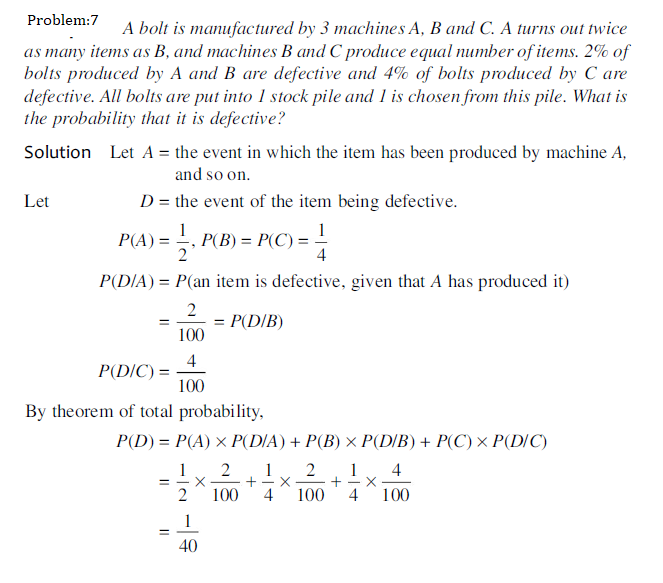 Problem:7 A bolt is manufactured by 3 machines A, B and C. A turns out twice
as many items as B, and machines B and C produce equal number of items. 2% of
bolts produced by A and B are defective and 4% of bolts produced by C are
defective. All bolts are put into 1 stock pile and 1 is chosen from this pile. What is
the probability that it is defective?
Solution Let A = the event in which the item has been produced by machine A,
and so on.
Let D = the event of the item being defective.
P(A) = 1/2, P(B) = P(C) = 1/4
P(D/A) = P(an item is defective, given that A has produced it)
= 2/100 = P(D/B)
P(D/C) = 4/100
By theorem of total probability,
P(D) = P(A) × P(D/A) + P(B) × P(D/B) + P(C) × P(D/C)
= 1/2 × 2/100 + 1/4 × 2/100 + 1/4 × 4/100
= 1/40